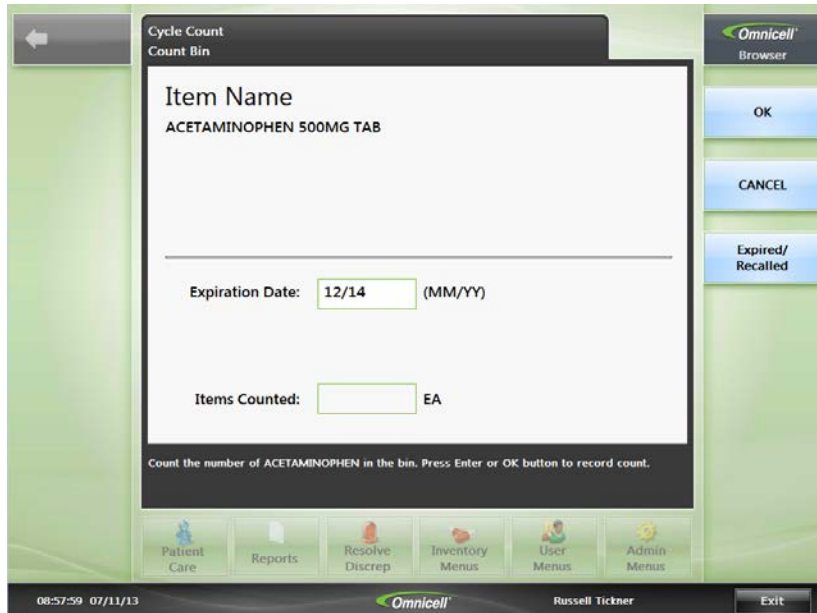 Cycle Count
Count Bin
Omnicell
Browser
Item Name
ACETAMINOPHEN 500MG TAB
OK
CANCEL
Expired/
Recalled
Expiration Date: 12/14 (MM/YY)
Items Counted: EA
Count the number of ACETAMINOPHEN in the bin. Press Enter or OK button to record count.
Patient
Care
Reports
Resolve
Discrep
Inventory
Menus
User
Menus
Admin
Menus
08:57:59 07/11/13 Omnicell Russell Tickner Exit